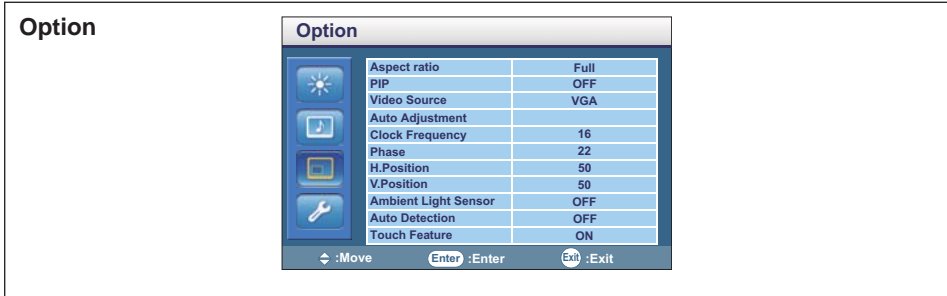 Option
Option
Aspect ratio Full
PIP OFF
Video Source VGA
Auto Adjustment
Clock Frequency 16
Phase 22
H.Position 50
V.Position 50
Ambient Light Sensor OFF
Auto Detection OFF
Touch Feature ON
:Move Enter :Enter Exit :Exit